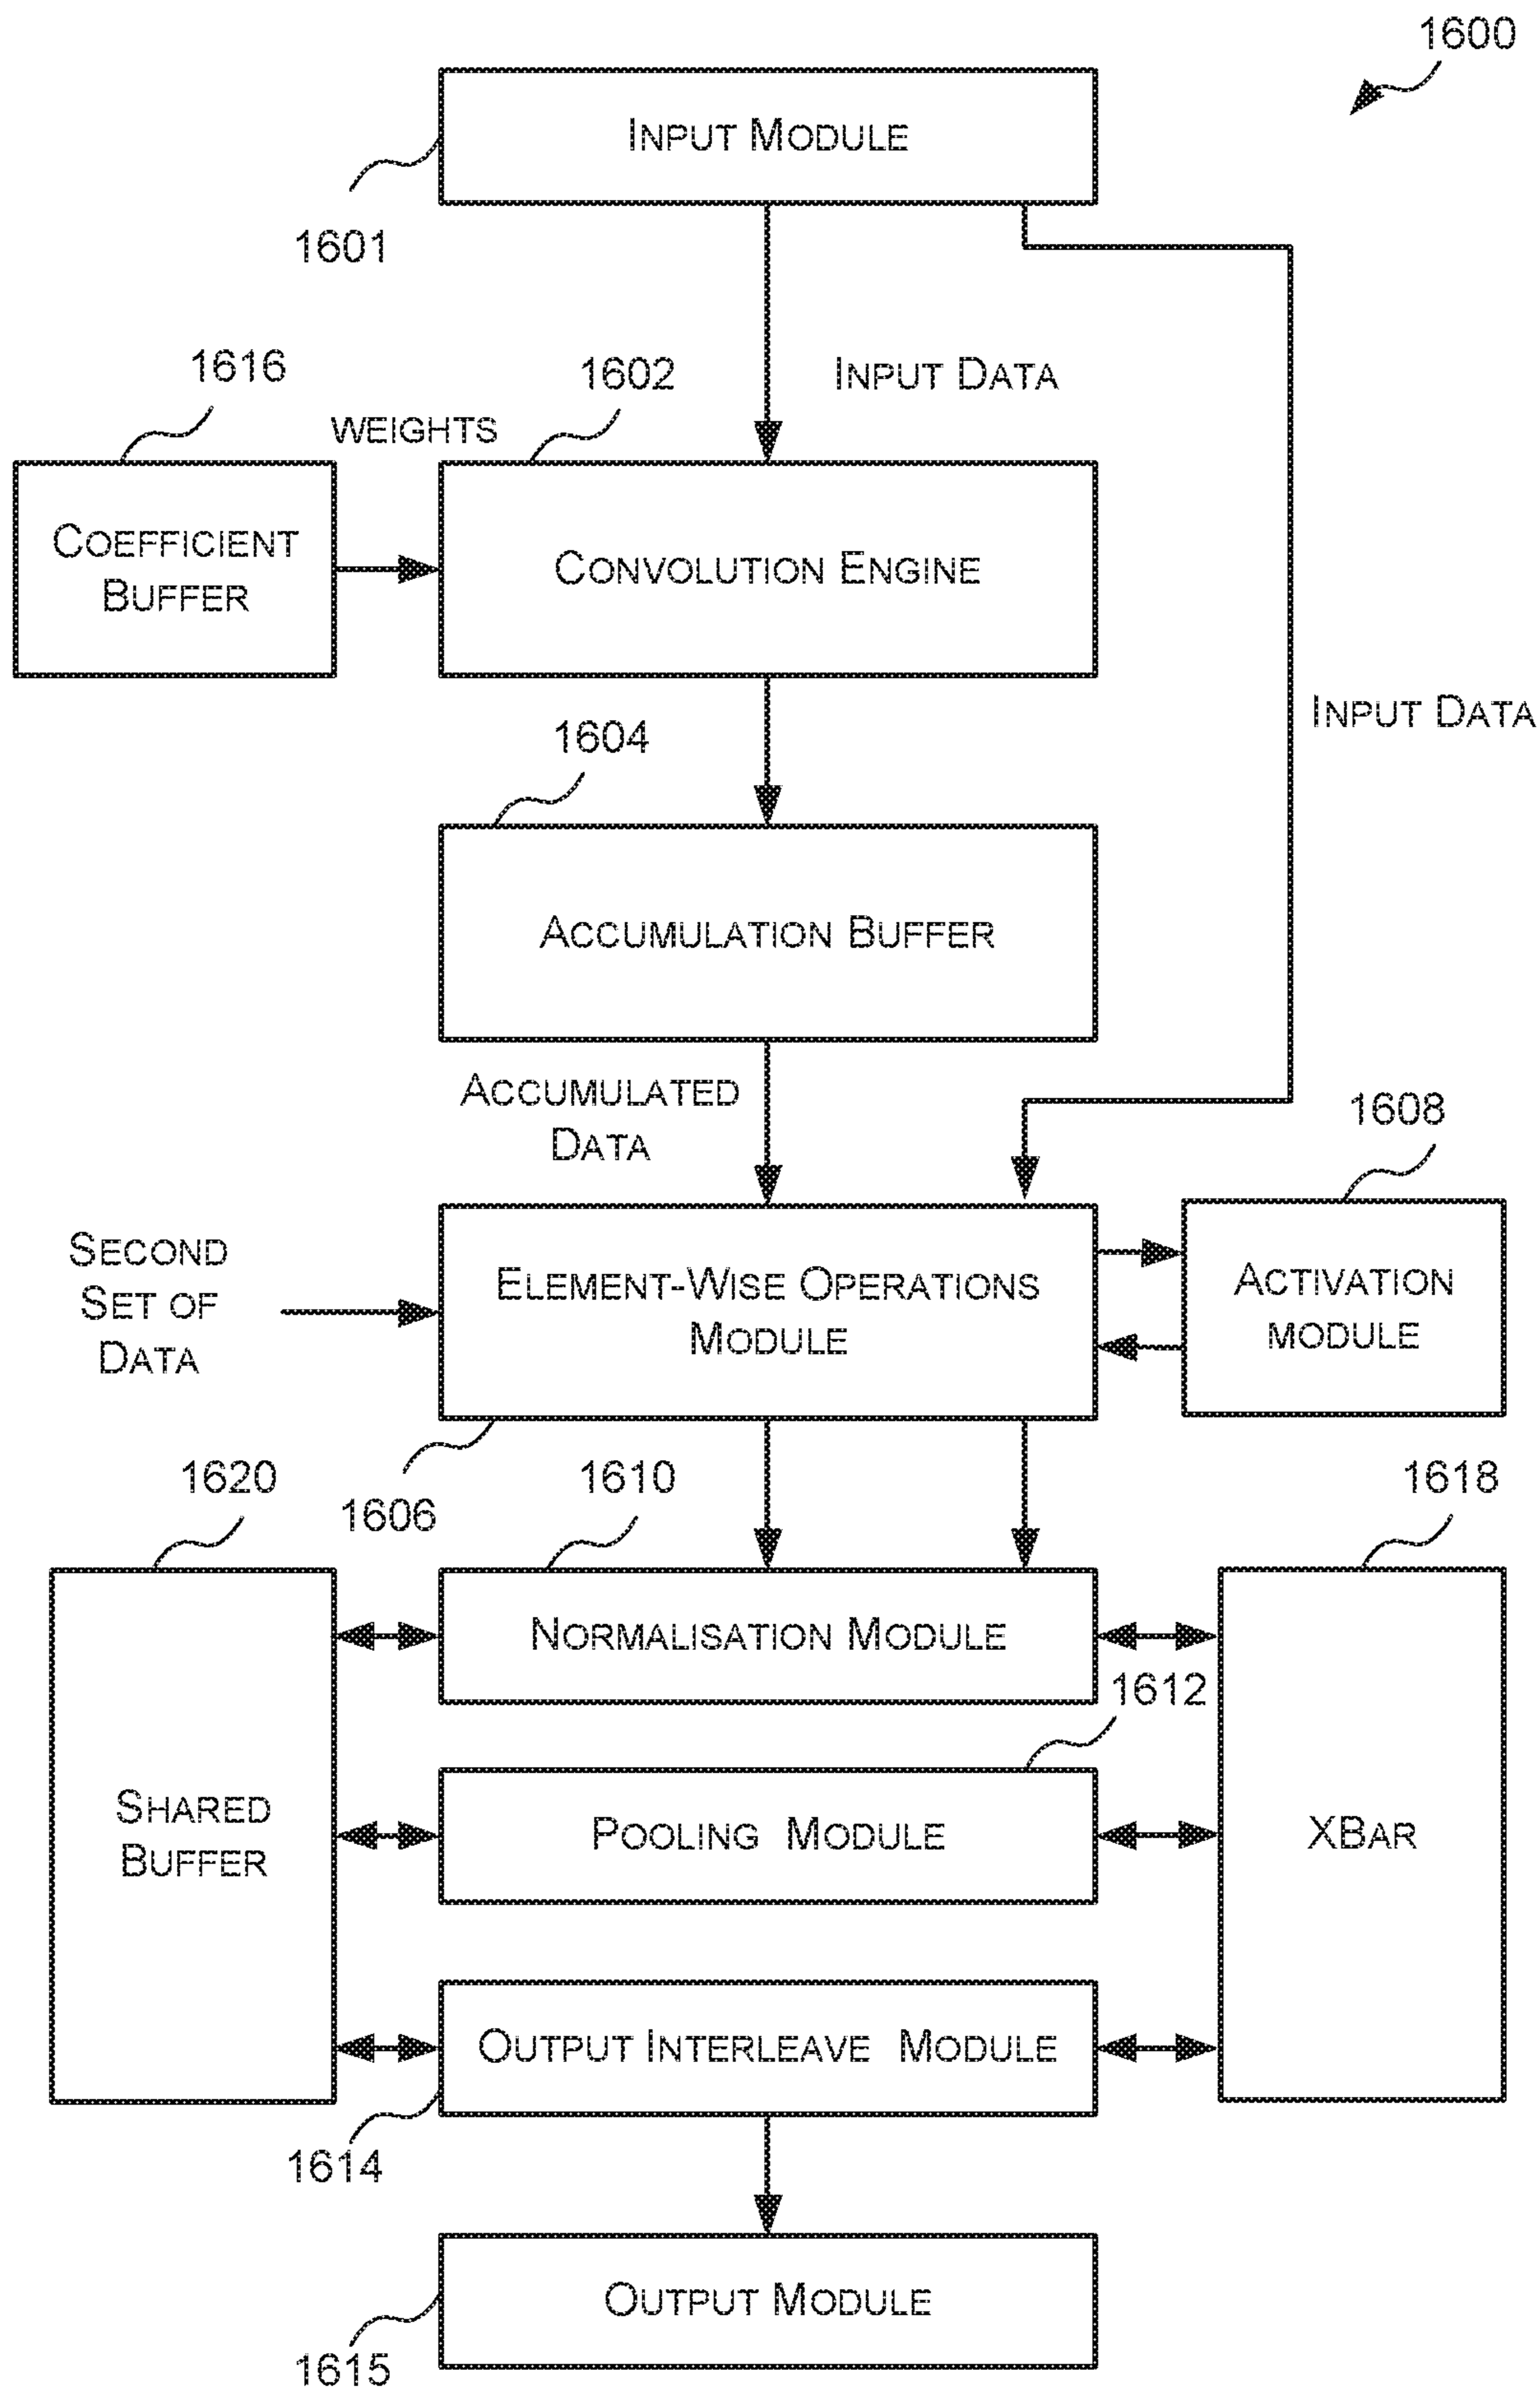 1600
INPUT MODULE
1601
1616
1602
INPUT DATA
WEIGHTS
COEFFICIENT
BUFFER
CONVOLUTION ENGINE
INPUT DATA
1604
ACCUMULATION BUFFER
ACCUMULATED
DATA
1608
SECOND
SET OF
DATA
ELEMENT-WISE OPERATIONS
MODULE
ACTIVATION
MODULE
1620
1606
1610
1618
NORMALISATION MODULE
1612
SHARED
BUFFER
POOLING MODULE
XBAR
OUTPUT INTERLEAVE MODULE
1614
OUTPUT MODULE
1615